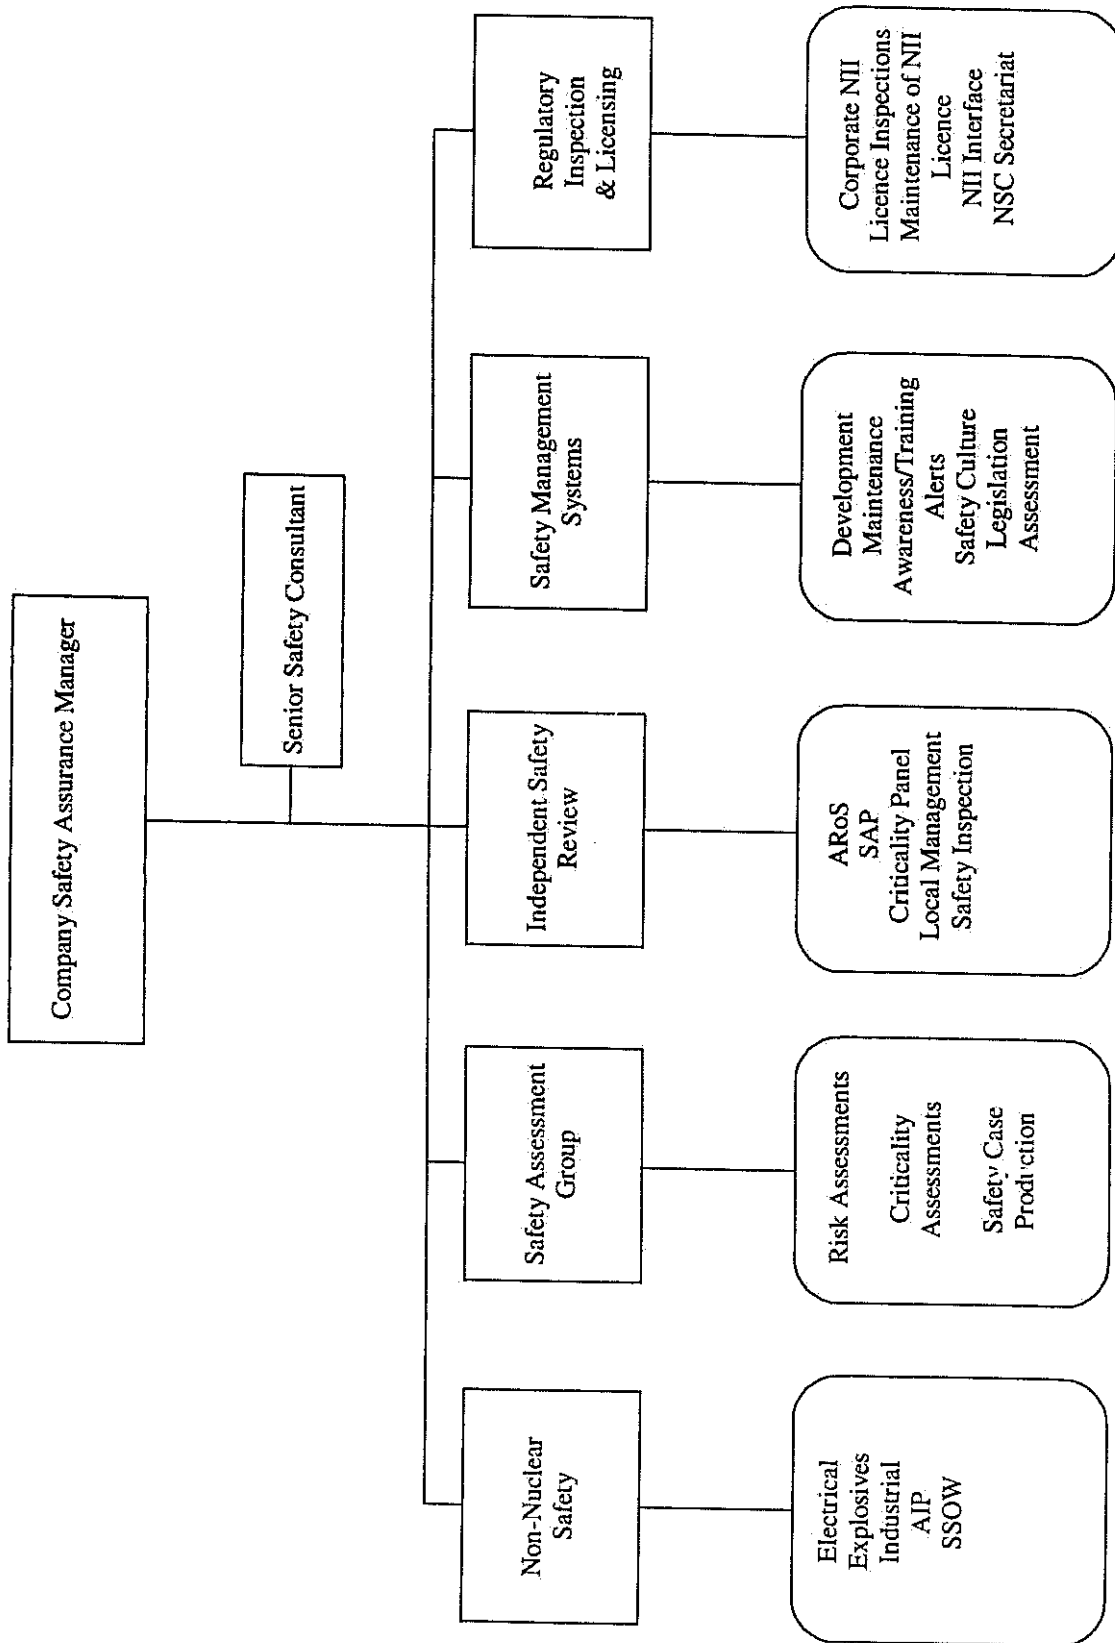 Company Safety Assurance Manager
Senior Safety Consultant
Non-Nuclear
Safety
Safety Assessment
Group
Independent Safety
Review
Safety Management
Systems
Regulatory
Inspection
& Licensing
Electrical
Explosives
Industrial
AIP
SSOW
Risk Assessments
Criticality
Assessments
Safety Case
Production
ARoS
SAP
Criticality Panel
Local Management
Safety Inspection
Development
Maintenance
Awareness/Training
Alerts
Safety Culture
Legislation
Assessment
Corporate NII
Licence Inspections
Maintenance of NII
Licence
NII Interface
NSC Secretariat